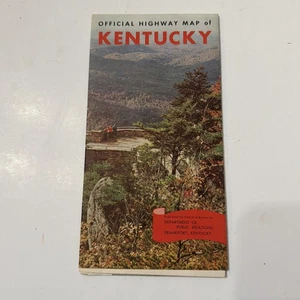 OFFICIAL HIGHWAY MAP of
KENTUCKY
DEPARTMENT OF
PUBLIC RELATIONS
FRANKFORT, KENTUCKY